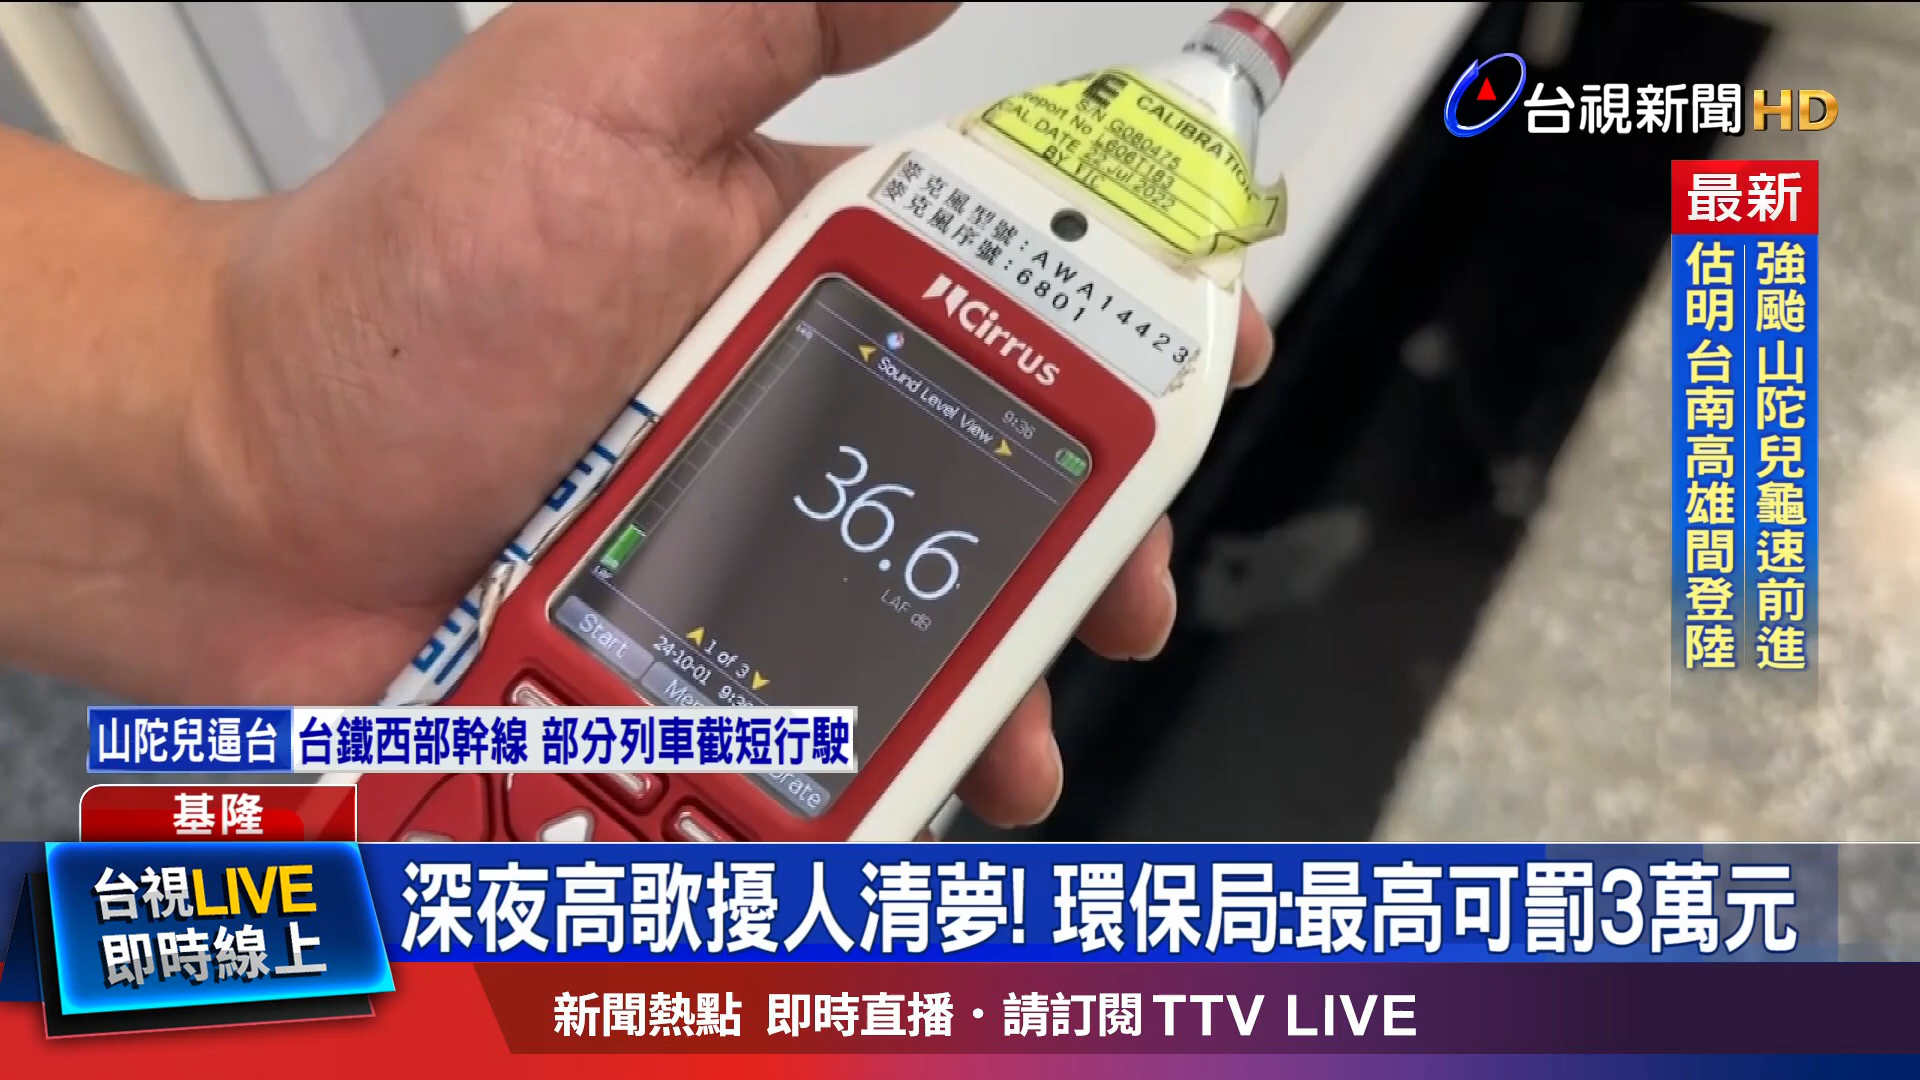 台視新聞HD
最新
強颱山陀兒龜速前進
估明台南高雄間登陸
CALIBRATION
S/N G080475
report No L606T183
CAL DATE 22 Jul 2022
BY VIC
麥克風型號:AWA14423
麥克風序號:6801
Cirrus
9:36
Sound Level View
36.6
LAF dB
1 of 3
24-10-01 9:36
Start
山陀兒逼台 台鐵西部幹線 部分列車截短行駛
基隆
台視LIVE
即時線上
深夜高歌擾人清夢! 環保局:最高可罰3萬元
新聞熱點 即時直播·請訂閱TTV LIVE